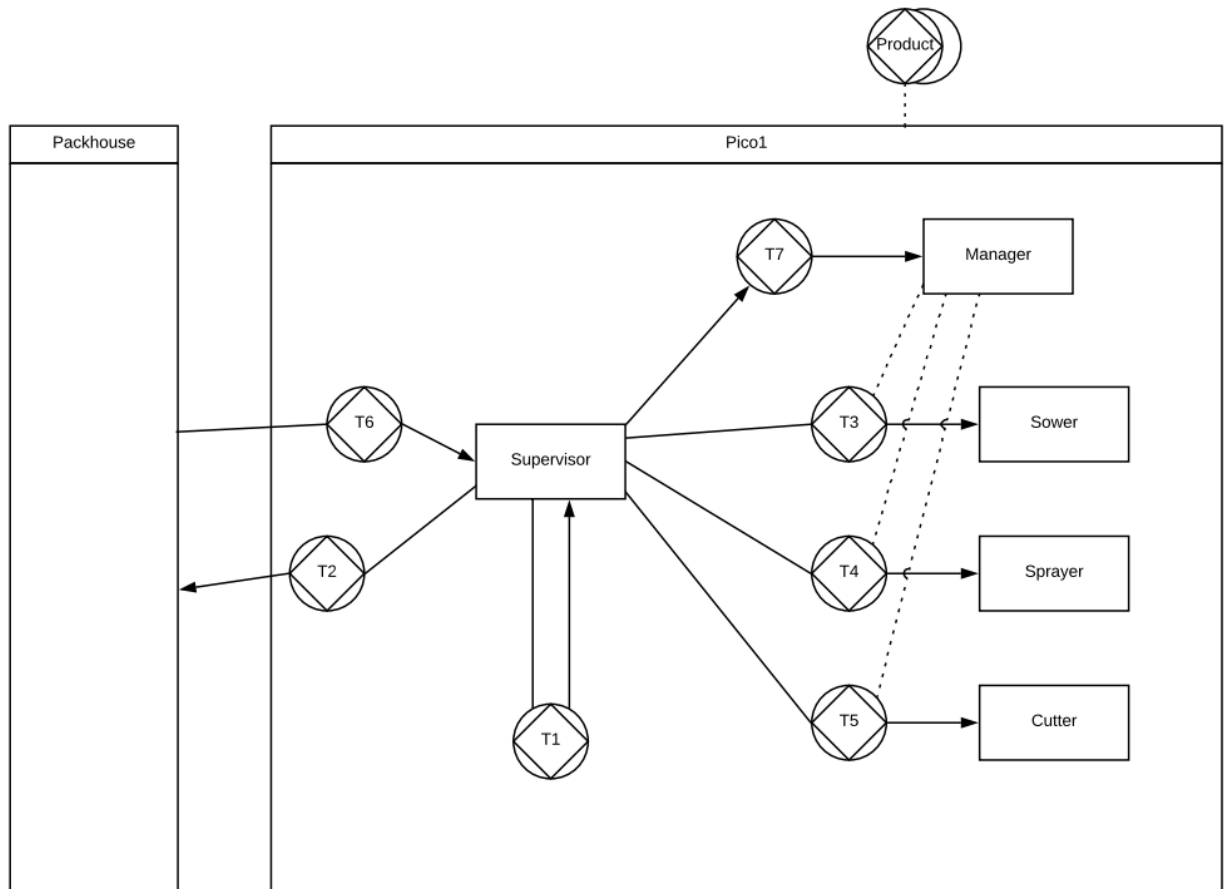 Product
Packhouse
Pico1
T7
Manager
T6
T3
Sower
Supervisor
T2
T4
Sprayer
T1
T5
Cutter